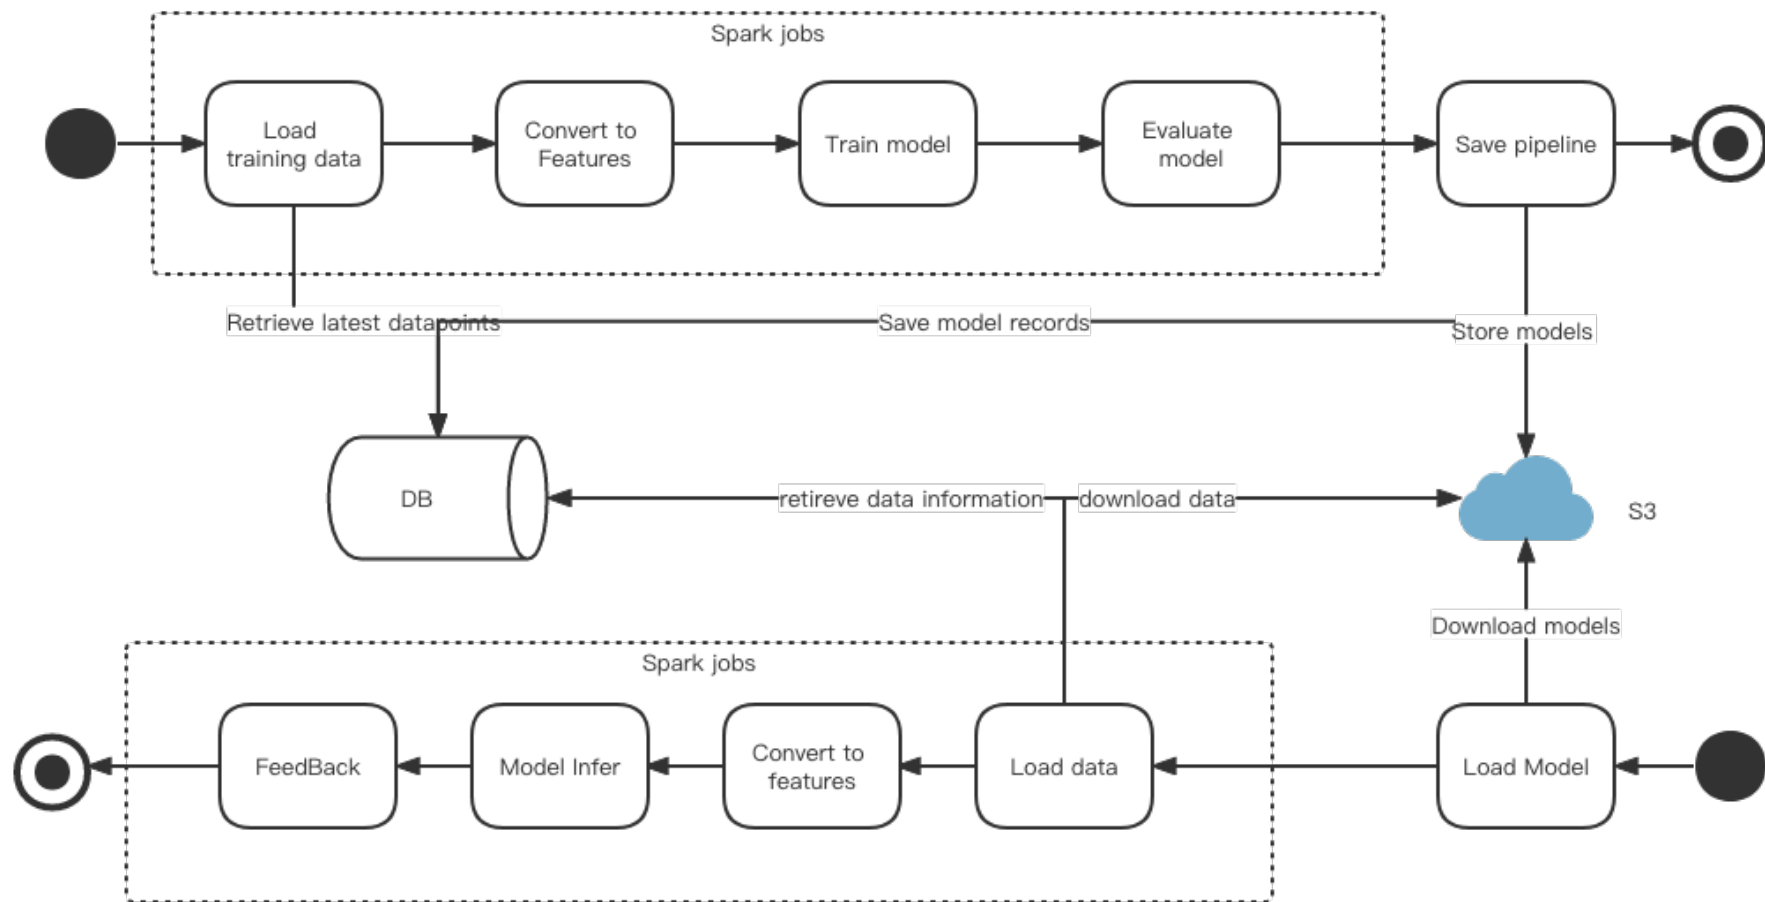 Spark jobs
Load
training data
Convert to
Features
Train model
Evaluate
model
Save pipeline
Retrieve latest datapoints
Save model records
Store models
DB
retireve data information
download data
S3
Download models
Spark jobs
FeedBack
Model Infer
Convert to
features
Load data
Load Model